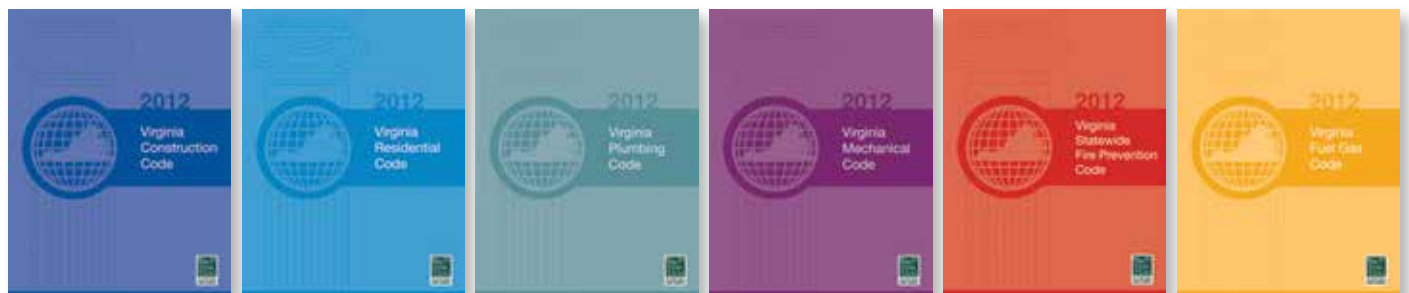 2012
Virginia
Construction
Code
2012
Virginia
Residential
Code
2012
Virginia
Plumbing
Code
2012
Virginia
Mechanical
Code
2012
Virginia
Statewide
Fire Prevention
Code
2012
Virginia
Fuel Gas
Code